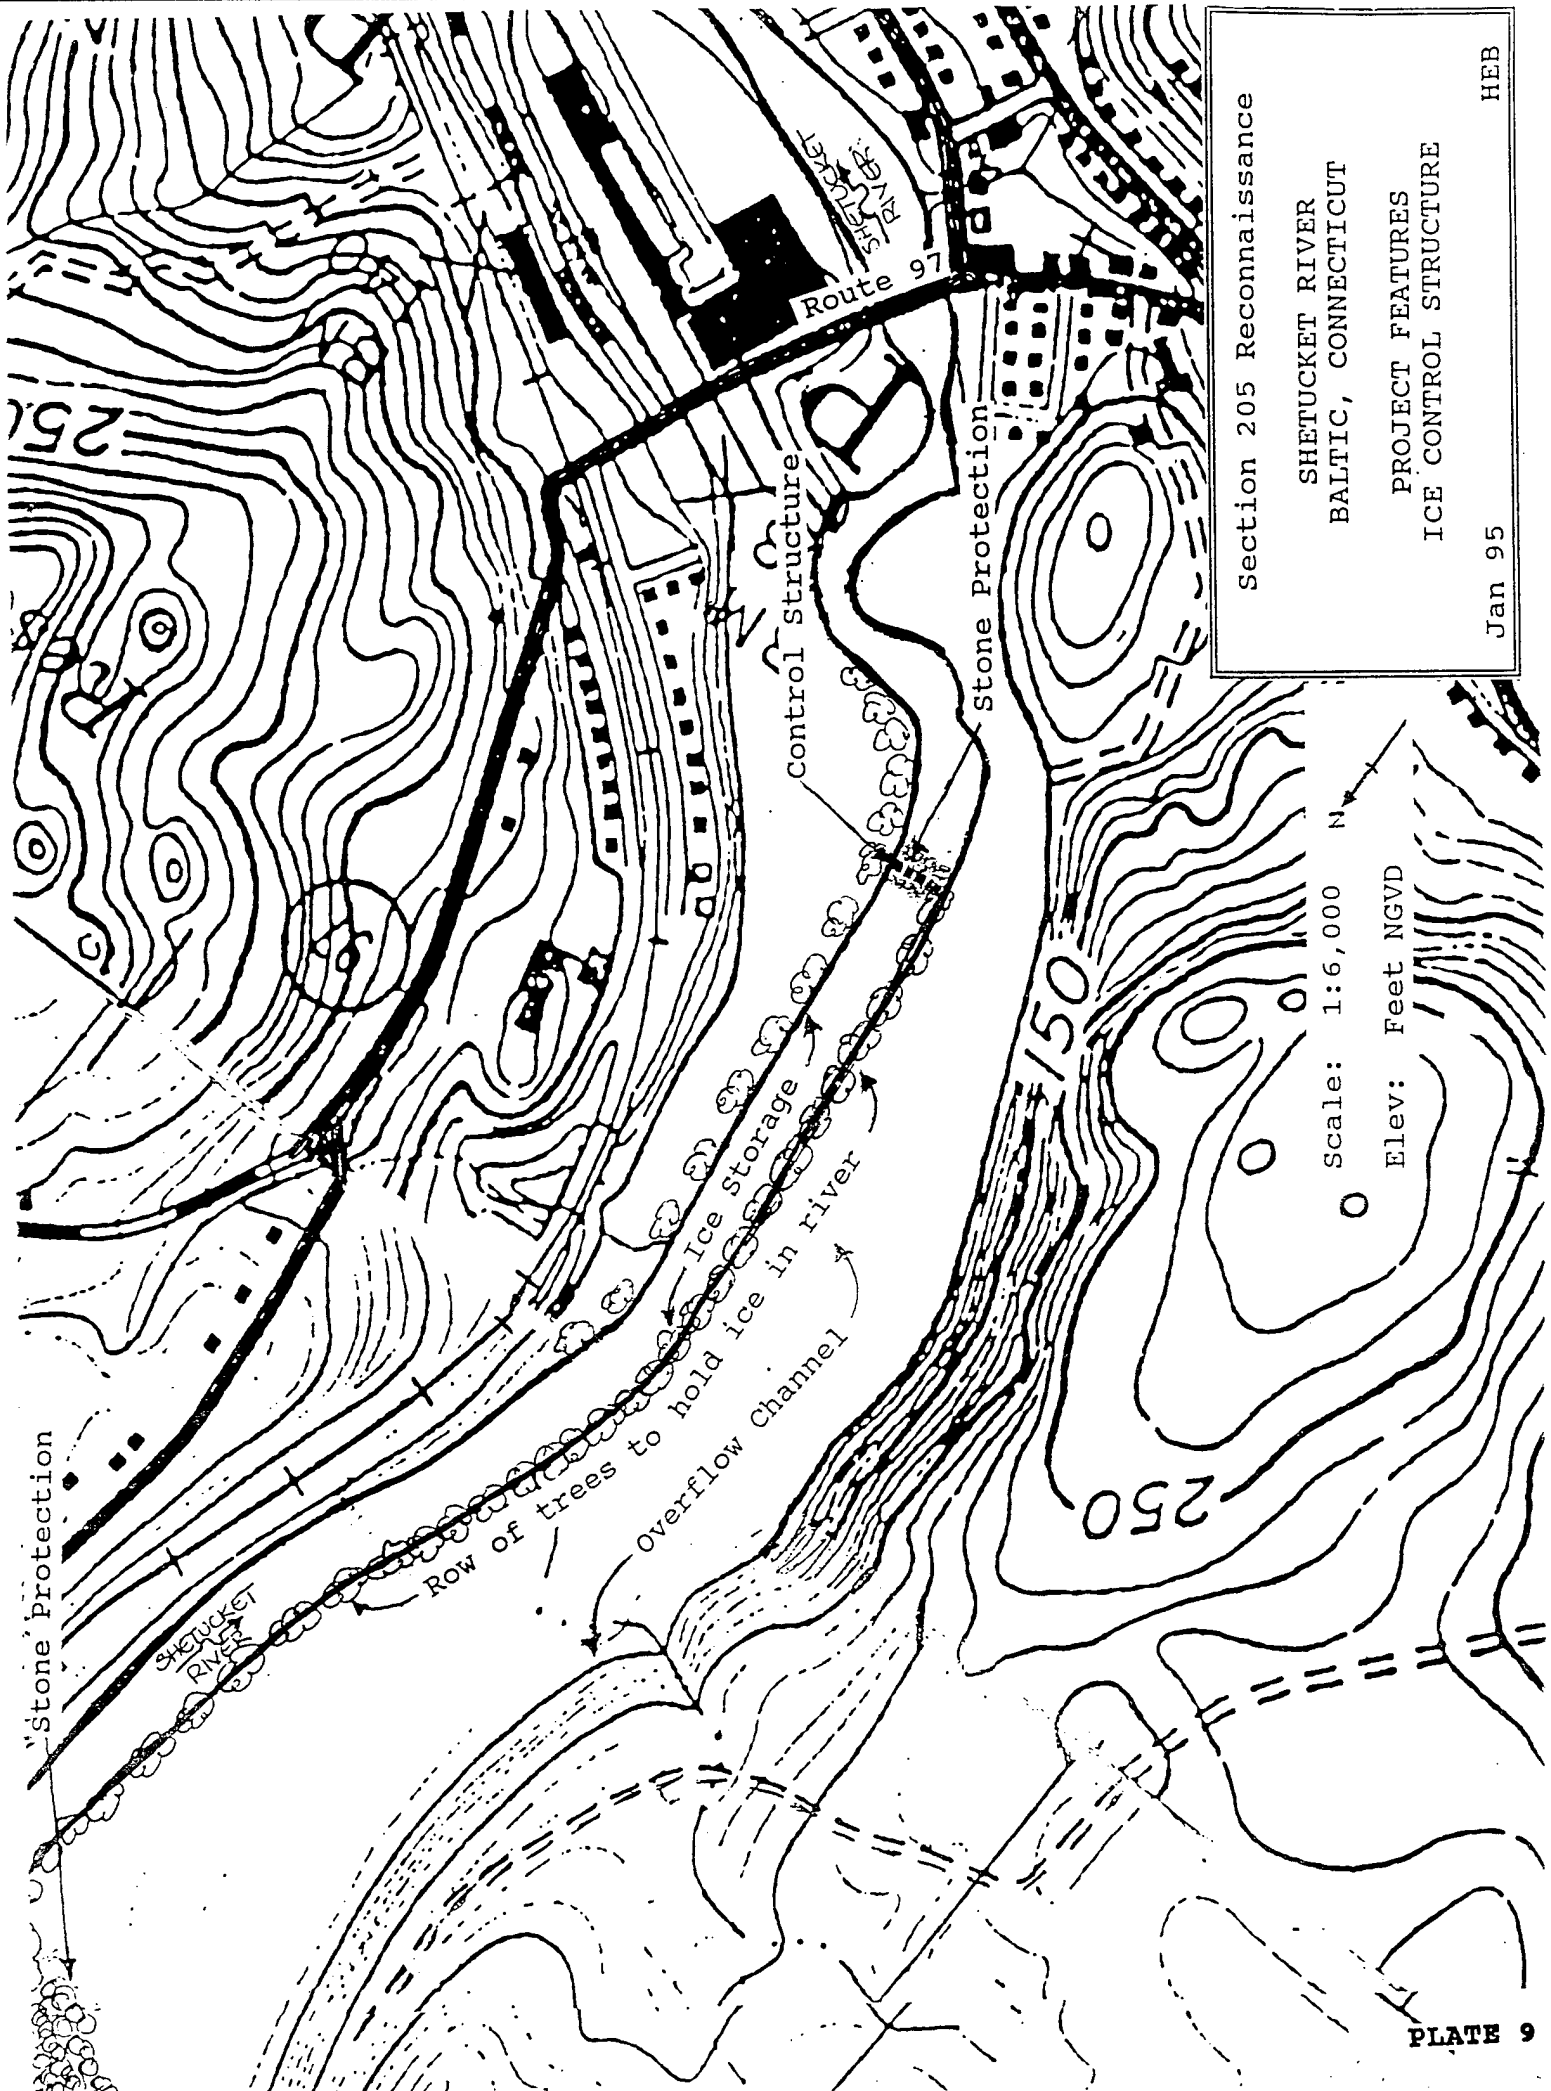 "Stone Protection
SHETUCKET
RIVER
Row of trees to hold ice in river
Ice Storage
Overflow Channel
Control Structure
Stone Protection
Route 97
SHETUCKET
RIVER
250
150
250
Scale: 1:6,000
N
Elev: Feet NGVD
Section 205 Reconnaissance
SHETUCKET RIVER
BALTIC, CONNECTICUT
PROJECT FEATURES
ICE CONTROL STRUCTURE
Jan 95
HEB
PLATE 9